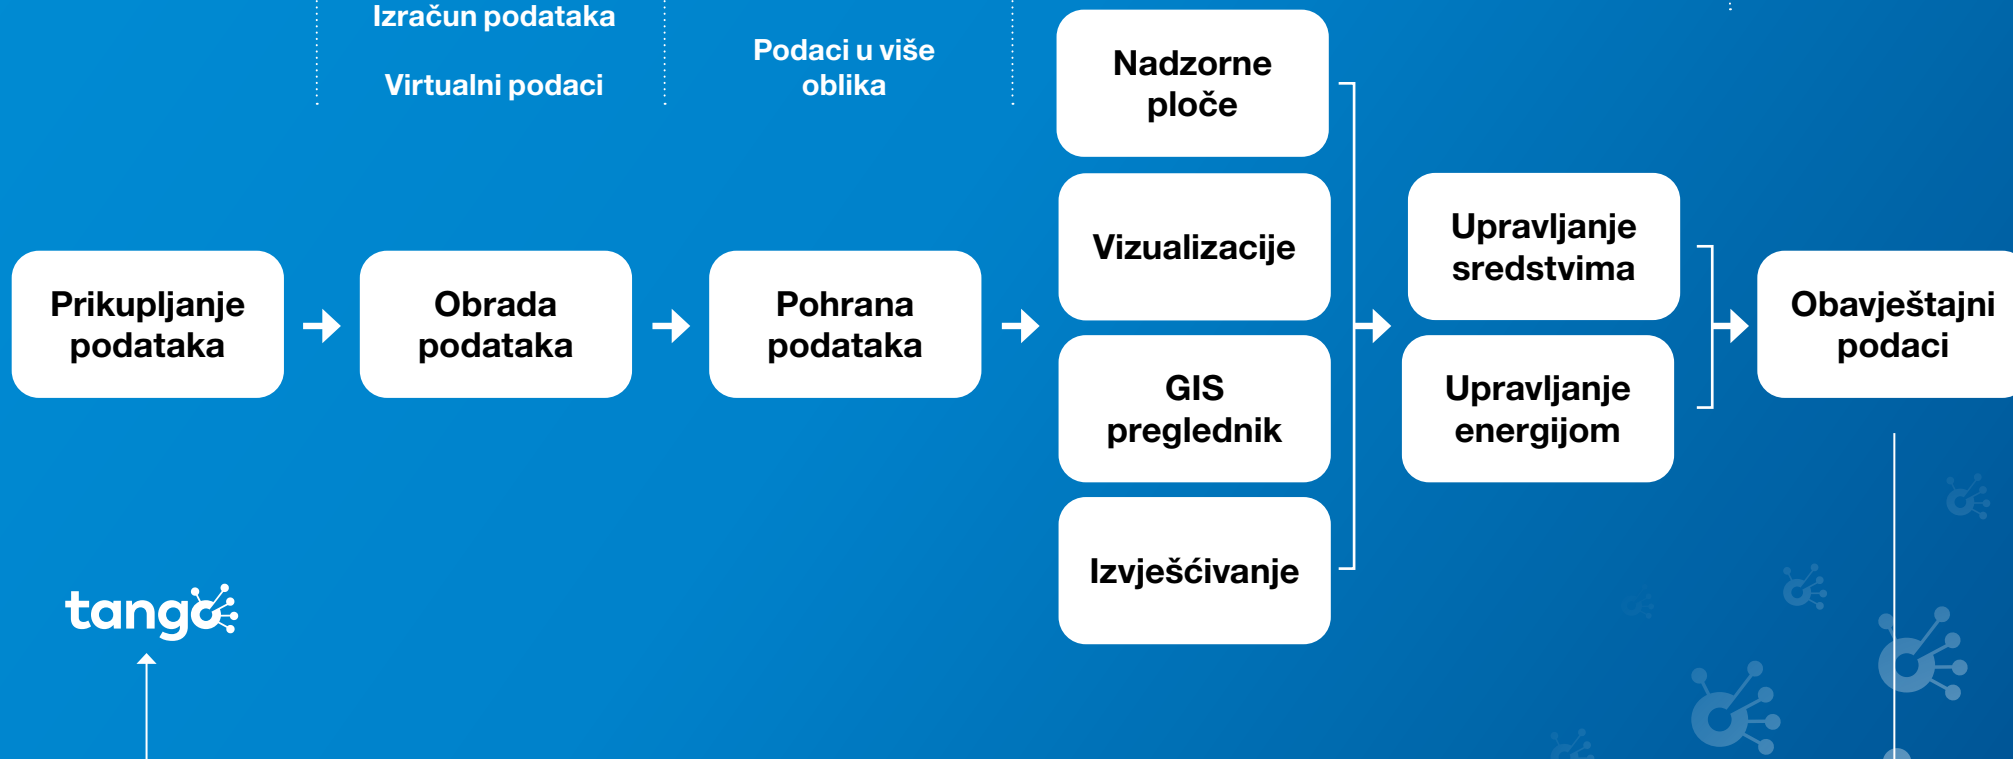 Izračun podataka
Virtualni podaci
Podaci u više
oblika
Prikupljanje
podataka
Obrada
podataka
Pohrana
podataka
Nadzorne
ploče
Vizualizacije
GIS
preglednik
Izvješćivanje
Upravljanje
sredstvima
Upravljanje
energijom
Obavještajni
podaci
tango